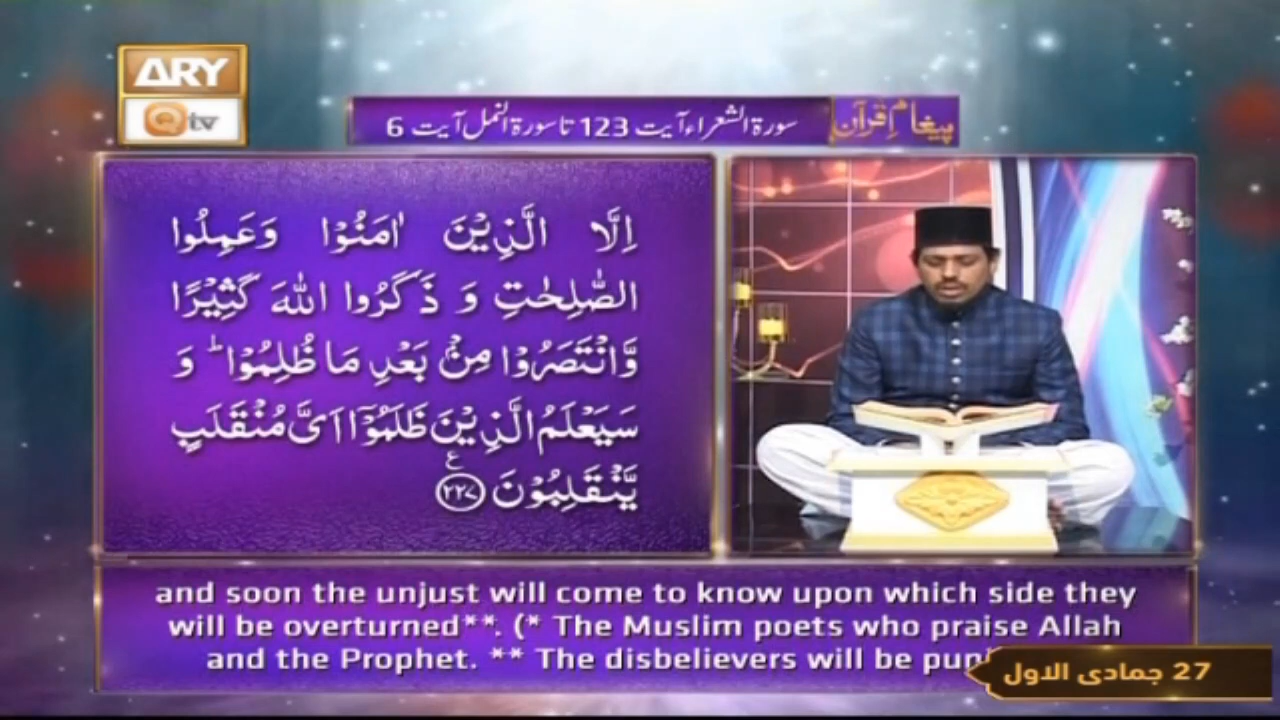 ARY
Qtv
پیغام قرآن
سورۃ الشعراء آیت 123 تا سورۃ النمل آیت 6
اِلَّا الَّذِيْنَ اٰمَنُوْا وَعَمِلُوا
الصّٰلِحٰتِ وَ ذَكَرُوا اللّٰهَ كَثِيْرًا
وَّانْتَصَرُوْا مِنْۢ بَعْدِ مَا ظُلِمُوْا ؕ وَ
سَيَعْلَمُ الَّذِيْنَ ظَلَمُوْۤا اَىَّ مُنْقَلَبٍ
يَّنْقَلِبُوْنَ ﴿۲۲۷﴾ ع
and soon the unjust will come to know upon which side they
will be overturned**. (* The Muslim poets who praise Allah
and the Prophet. ** The disbelievers will be pun
27 جمادی الاول